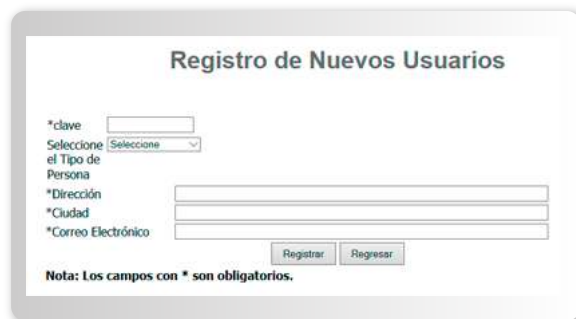 Registro de Nuevos Usuarios
*clave
Seleccione Seleccione
el Tipo de
Persona
*Dirección
*Ciudad
*Correo Electrónico
Registrar Regresar
Nota: Los campos con * son obligatorios.